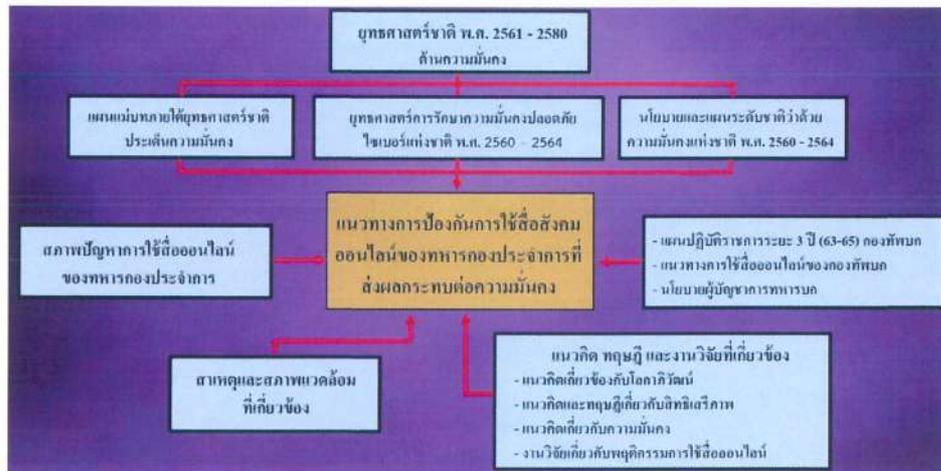 ยุทธศาสตร์ชาติ พ.ศ. 2561 - 2580
ด้านความมั่นคง
แผนแม่บทภายใต้ยุทธศาสตร์ชาติ
ประเด็นความมั่นคง
ยุทธศาสตร์การรักษาความมั่นคงปลอดภัย
ไซเบอร์แห่งชาติ พ.ศ. 2560 - 2564
นโยบายและแผนระดับชาติว่าด้วย
ความมั่นคงแห่งชาติ พ.ศ. 2560 - 2564
แนวทางการป้องกันการใช้สื่อสังคม
ออนไลน์ของทหารกองประจำการที่
ส่งผลกระทบต่อความมั่นคง
สภาพปัญหาการใช้สื่อออนไลน์
ของทหารกองประจำการ
- แผนปฏิบัติราชการระยะ 3 ปี (63-65) กองทัพบก
- แนวทางการใช้สื่อออนไลน์ของกองทัพบก
- นโยบายผู้บัญชาการทหารบก
สาเหตุและสภาพแวดล้อม
ที่เกี่ยวข้อง
แนวคิด ทฤษฎี และงานวิจัยที่เกี่ยวข้อง
- แนวคิดเกี่ยวข้องกับโลกาภิวัฒน์
- แนวคิดและทฤษฎีเกี่ยวกับสิทธิเสรีภาพ
- แนวคิดเกี่ยวกับความมั่นคง
- งานวิจัยเกี่ยวกับพฤติกรรมการใช้สื่อออนไลน์